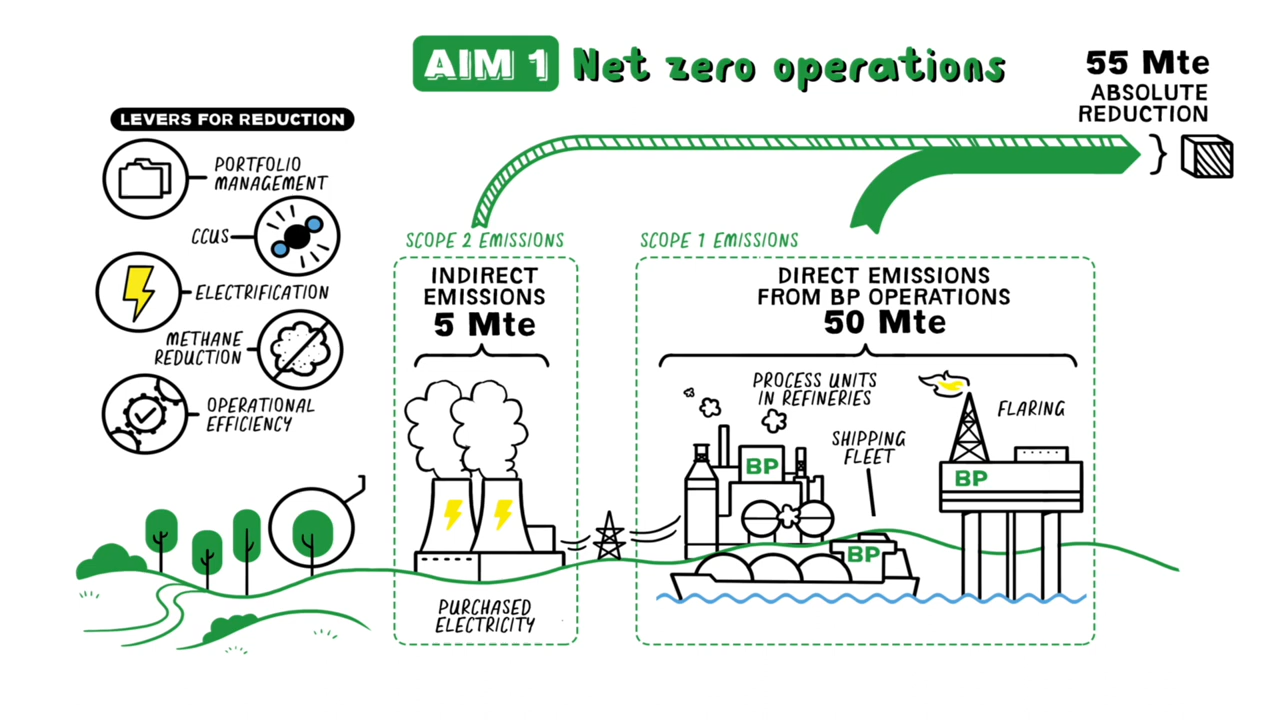 AIM 1 Net zero operations
55 Mte
ABSOLUTE
REDUCTION
LEVERS FOR REDUCTION
PORTFOLIO
MANAGEMENT
CCUS
ELECTRIFICATION
METHANE
REDUCTION
OPERATIONAL
EFFICIENCY
SCOPE 2 EMISSIONS
INDIRECT
EMISSIONS
5 Mte
PURCHASED
ELECTRICITY
SCOPE 1 EMISSIONS
DIRECT EMISSIONS
FROM BP OPERATIONS
50 Mte
PROCESS UNITS
IN REFINERIES
BP
SHIPPING
FLEET
BP
FLARING
BP